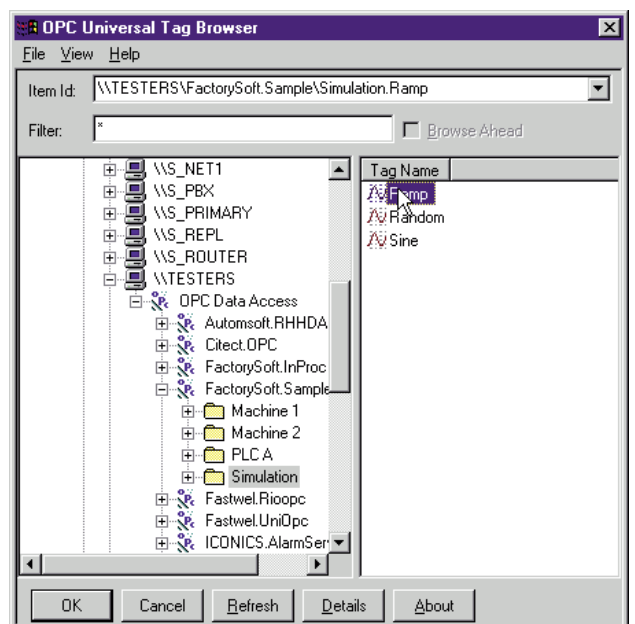 OPC Universal Tag Browser
File View Help
Item Id: \\TESTERS\FactorySoft.Sample\Simulation.Ramp
Filter: * Browse Ahead
\\S_NET1
\\S_PBX
\\S_PRIMARY
\\S_REPL
\\S_ROUTER
\\TESTERS
OPC Data Access
Automsoft.RHHDA
Citect.OPC
FactorySoft.InProc
FactorySoft.Sample
Machine 1
Machine 2
PLC A
Simulation
Fastwel.Rioopc
Fastwel.UniOpc
ICONICS.AlarmSer
Tag Name
Ramp
Random
Sine
OK Cancel Refresh Details About